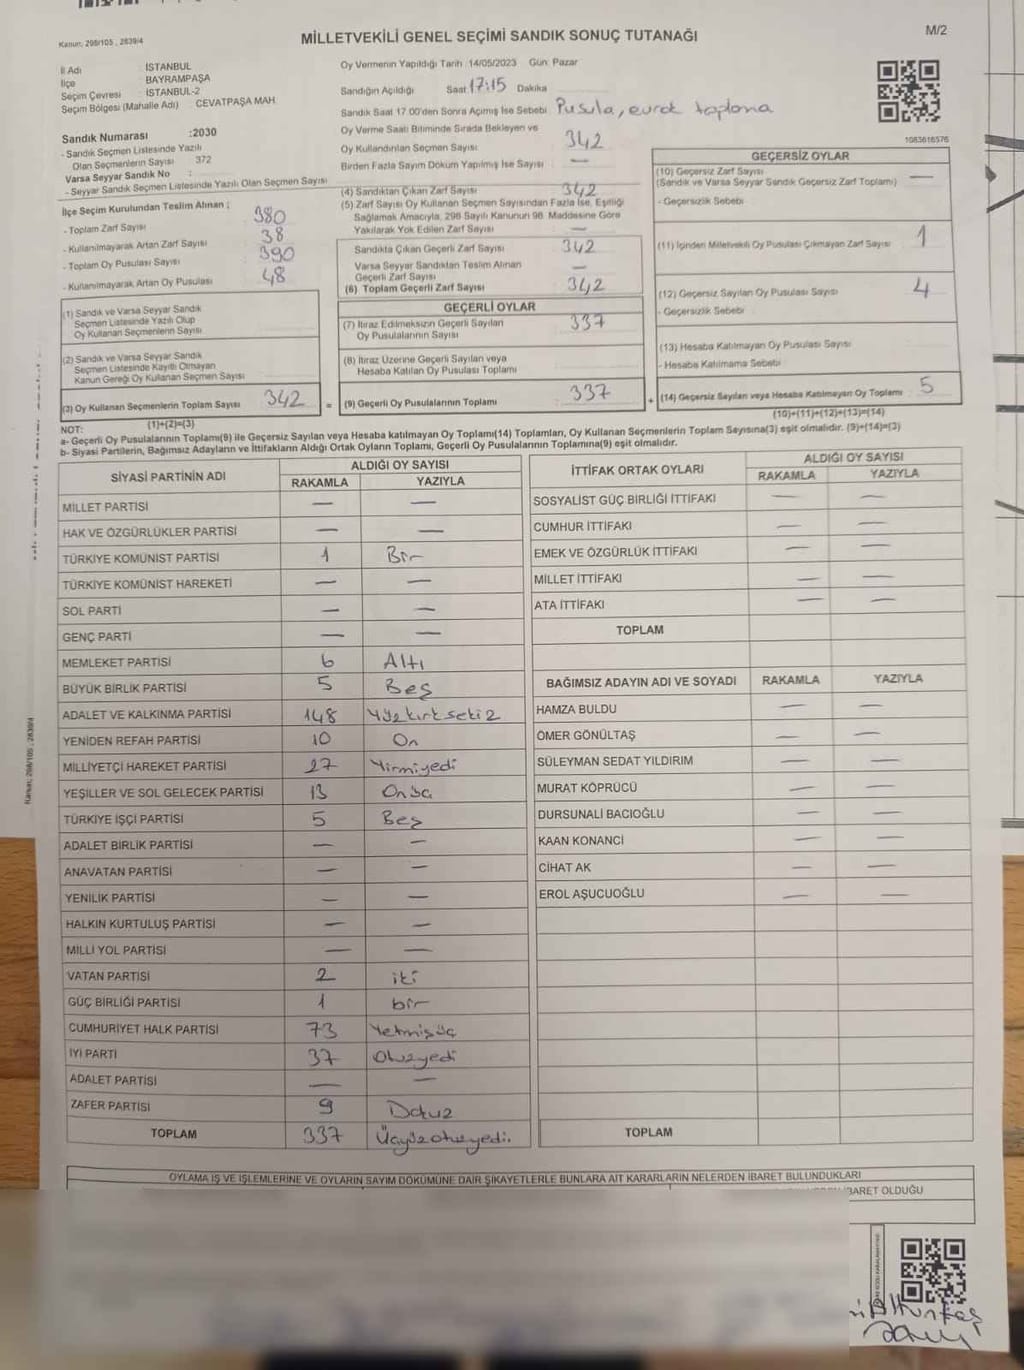 MİLLETVEKİLİ GENEL SEÇİMİ SANDIK SONUÇ TUTANAĞI
M/2
Kanun: 298/105 , 2839/4
İl Adı : İSTANBUL
İlçe : BAYRAMPAŞA
Seçim Çevresi : İSTANBUL-2
Seçim Bölgesi (Mahalle Adı) CEVATPAŞA MAH.
Oy Vermenin Yapıldığı Tarih :14/05/2023 Gün: Pazar
Sandığın Açıldığı Saat 17:15 Dakika
Sandık Saat 17.00'den Sonra Açılmış İse Sebebi Pusula, evrak toplama
Oy Verme Saati Bitiminde Sırada Bekleyen ve
Oy Kullandırılan Seçmen Sayısı 342
Birden Fazla Sayım Döküm Yapılmış İse Sayısı —
1083616576
Sandık Numarası :2030
- Sandık Seçmen Listesinde Yazılı
Olan Seçmenlerin Sayısı 372
Varsa Seyyar Sandık No :
- Seyyar Sandık Seçmen Listesinde Yazılı Olan Seçmen Sayısı
İlçe Seçim Kurulundan Teslim Alınan ;
- Toplam Zarf Sayısı 380
- Kullanılmayarak Artan Zarf Sayısı 38
- Toplam Oy Pusulası Sayısı 390
- Kullanılmayarak Artan Oy Pusulası 48
(1) Sandık ve Varsa Seyyar Sandık
Seçmen Listesinde Yazılı Olup
Oy Kullanan Seçmenlerin Sayısı
(2) Sandık ve Varsa Seyyar Sandık
Seçmen Listesinde Kayıtlı Olmayan
Kanun Gereği Oy Kullanan Seçmen Sayısı
(3) Oy Kullanan Seçmenlerin Toplam Sayısı 342
(1)+(2)=(3)
(4) Sandıktan Çıkan Zarf Sayısı 342
(5) Zarf Sayısı Oy Kullanan Seçmen Sayısından Fazla İse, Eşitliği
Sağlamak Amacıyla, 298 Sayılı Kanunun 98. Maddesine Göre
Yakılarak Yok Edilen Zarf Sayısı —
Sandıkta Çıkan Geçerli Zarf Sayısı 342
Varsa Seyyar Sandıktan Teslim Alınan
Geçerli Zarf Sayısı —
(6) Toplam Geçerli Zarf Sayısı 342
GEÇERLİ OYLAR
(7) İtiraz Edilmeksizin Geçerli Sayılan
Oy Pusulalarının Sayısı 337
(8) İtiraz Üzerine Geçerli Sayılan veya
Hesaba Katılan Oy Pusulası Toplamı
= (9) Geçerli Oy Pusulalarının Toplamı 337
GEÇERSİZ OYLAR
(10) Geçersiz Zarf Sayısı
(Sandık ve Varsa Seyyar Sandık Geçersiz Zarf Toplamı) —
- Geçersizlik Sebebi
(11) İçinden Milletvekili Oy Pusulası Çıkmayan Zarf Sayısı 1
(12) Geçersiz Sayılan Oy Pusulası Sayısı 4
- Geçersizlik Sebebi
(13) Hesaba Katılmayan Oy Pusulası Sayısı
- Hesaba Katılmama Sebebi
+ (14) Geçersiz Sayılan veya Hesaba Katılmayan Oy Toplamı 5
(10)+(11)+(12)+(13)=(14)
NOT:
a- Geçerli Oy Pusulalarının Toplamı(9) ile Geçersiz Sayılan veya Hesaba katılmayan Oy Toplamı(14) Toplamları, Oy Kullanan Seçmenlerin Toplam Sayısına(3) eşit olmalıdır. (9)+(14)=(3)
b- Siyasi Partilerin, Bağımsız Adayların ve İttifakların Aldığı Ortak Oyların Toplamı, Geçerli Oy Pusulalarının Toplamına(9) eşit olmalıdır.
SİYASİ PARTİNİN ADI ALDIĞI OY SAYISI
RAKAMLA YAZIYLA
MİLLET PARTİSİ — —
HAK VE ÖZGÜRLÜKLER PARTİSİ — —
TÜRKİYE KOMÜNİST PARTİSİ 1 Bir
TÜRKİYE KOMÜNİST HAREKETİ — —
SOL PARTİ — —
GENÇ PARTİ — —
MEMLEKET PARTİSİ 6 Altı
BÜYÜK BİRLİK PARTİSİ 5 Beş
ADALET VE KALKINMA PARTİSİ 148 Yüzkırksekiz
YENİDEN REFAH PARTİSİ 10 On
MİLLİYETÇİ HAREKET PARTİSİ 27 Yirmiyedi
YEŞİLLER VE SOL GELECEK PARTİSİ 13 Onüç
TÜRKİYE İŞÇİ PARTİSİ 5 Beş
ADALET BİRLİK PARTİSİ — —
ANAVATAN PARTİSİ — —
YENİLİK PARTİSİ — —
HALKIN KURTULUŞ PARTİSİ — —
MİLLİ YOL PARTİSİ — —
VATAN PARTİSİ 2 iki
GÜÇ BİRLİĞİ PARTİSİ 1 bir
CUMHURİYET HALK PARTİSİ 73 Yetmişüç
İYİ PARTİ 37 Otuzyedi
ADALET PARTİSİ — —
ZAFER PARTİSİ 9 Dokuz
TOPLAM 337 Üçyüzotuzyedi.
İTTİFAK ORTAK OYLARI ALDIĞI OY SAYISI
RAKAMLA YAZIYLA
SOSYALİST GÜÇ BİRLİĞİ İTTİFAKI — —
CUMHUR İTTİFAKI — —
EMEK VE ÖZGÜRLÜK İTTİFAKI — —
MİLLET İTTİFAKI — —
ATA İTTİFAKI — —
TOPLAM
BAĞIMSIZ ADAYIN ADI VE SOYADI RAKAMLA YAZIYLA
HAMZA BULDU — —
ÖMER GÖNÜLTAŞ — —
SÜLEYMAN SEDAT YILDIRIM — —
MURAT KÖPRÜCÜ — —
DURSUNALİ BACIOĞLU — —
KAAN KONANCİ — —
CİHAT AK — —
EROL AŞUCUOĞLU — —
TOPLAM
OYLAMA İŞ VE İŞLEMLERİNE VE OYLARIN SAYIM DÖKÜMÜNE DAİR ŞİKAYETLERLE BUNLARA AİT KARARLARIN NELERDEN İBARET BULUNDUKLARI
BARET OLDUĞU
Kanun: 298/105 , 2839/4